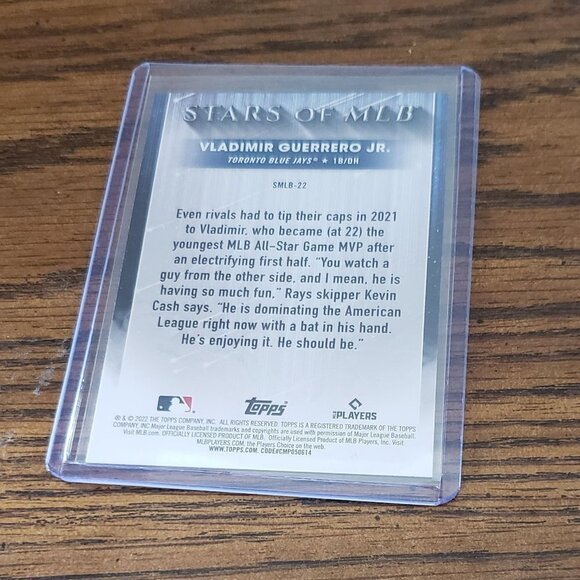 STARS OF MLB
VLADIMIR GUERRERO JR.
TORONTO BLUE JAYS® ★ 1B/DH
SMLB-22
Even rivals had to tip their caps in 2021
to Vladimir, who became (at 22) the
youngest MLB All-Star Game MVP after
an electrifying first half. "You watch a
guy from the other side, and I mean, he is
having so much fun," Rays skipper Kevin
Cash says. "He is dominating the American
League right now with a bat in his hand.
He's enjoying it. He should be."
TOPPS
MLB PLAYERS
® & © 2022 THE TOPPS COMPANY, INC. ALL RIGHTS RESERVED. TOPPS IS A REGISTERED TRADEMARK OF THE TOPPS
COMPANY, INC. Major League Baseball trademarks and copyrights are used with permission of Major League Baseball.
Visit MLB.com. OFFICIALLY LICENSED PRODUCT OF MLB. Officially Licensed Product of MLB Players, Inc. Visit
MLBPLAYERS.COM, the Players Choice on the web.
WWW.TOPPS.COM. CODE#CMP050614